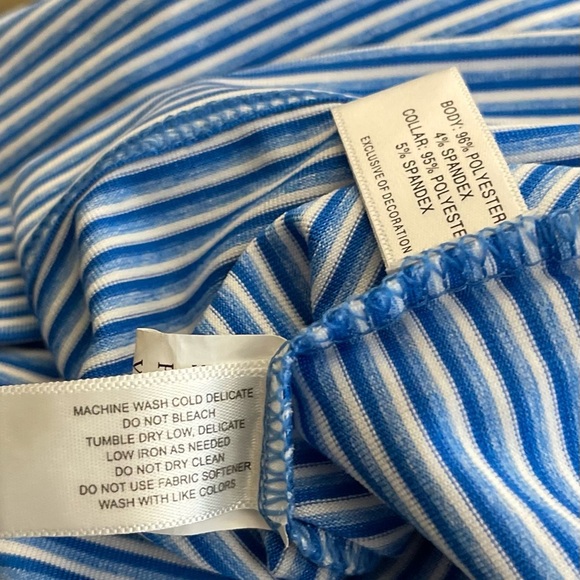 BODY: 96% POLYESTER
4% SPANDEX
COLLAR: 95% POLYESTE
5% SPANDEX
EXCLUSIVE OF DECORATION
MACHINE WASH COLD DELICATE
DO NOT BLEACH
TUMBLE DRY LOW, DELICATE
LOW IRON AS NEEDED
DO NOT DRY CLEAN
DO NOT USE FABRIC SOFTENER
WASH WITH LIKE COLORS